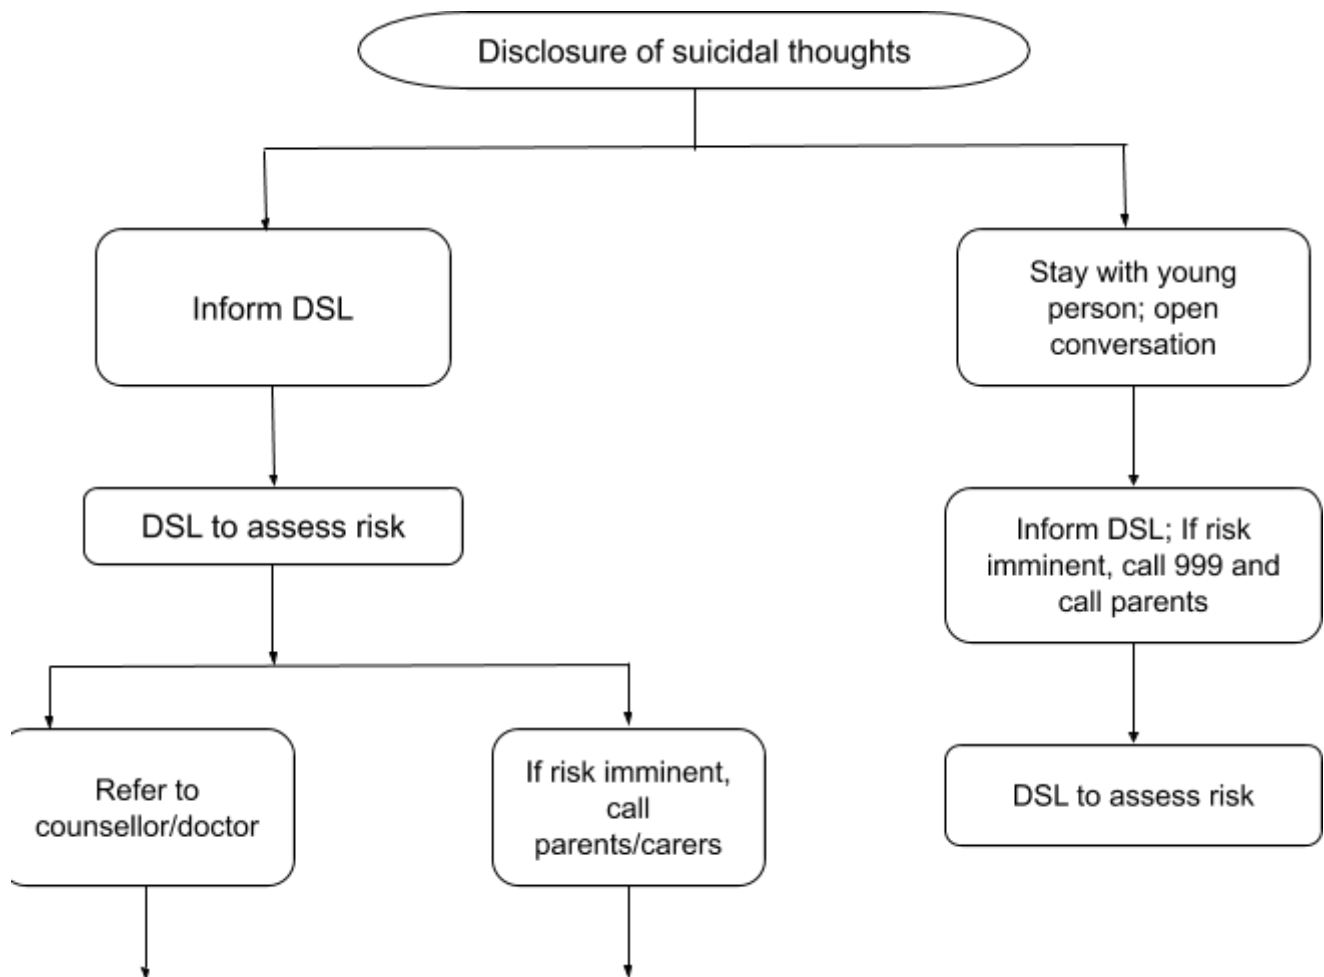 Disclosure of suicidal thoughts
Inform DSL
Stay with young
person; open
conversation
DSL to assess risk
Inform DSL; If risk
imminent, call 999 and
call parents
Refer to
counsellor/doctor
If risk imminent,
call
parents/carers
DSL to assess risk